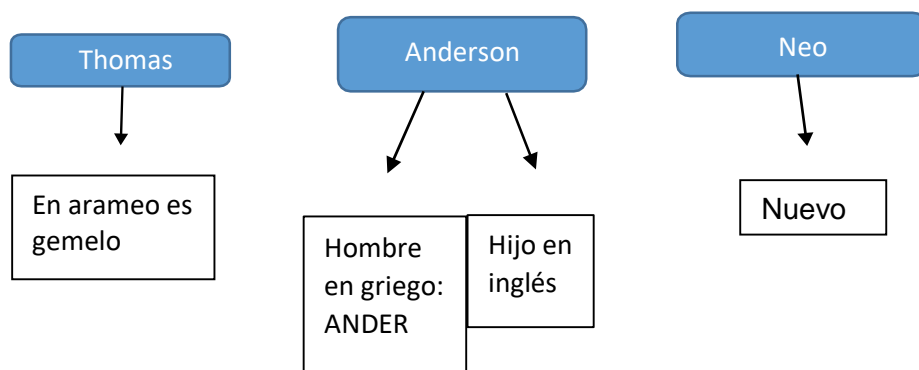 Thomas
Anderson
Neo
En arameo es
gemelo
Hombre
en griego:
ANDER
Hijo en
inglés
Nuevo